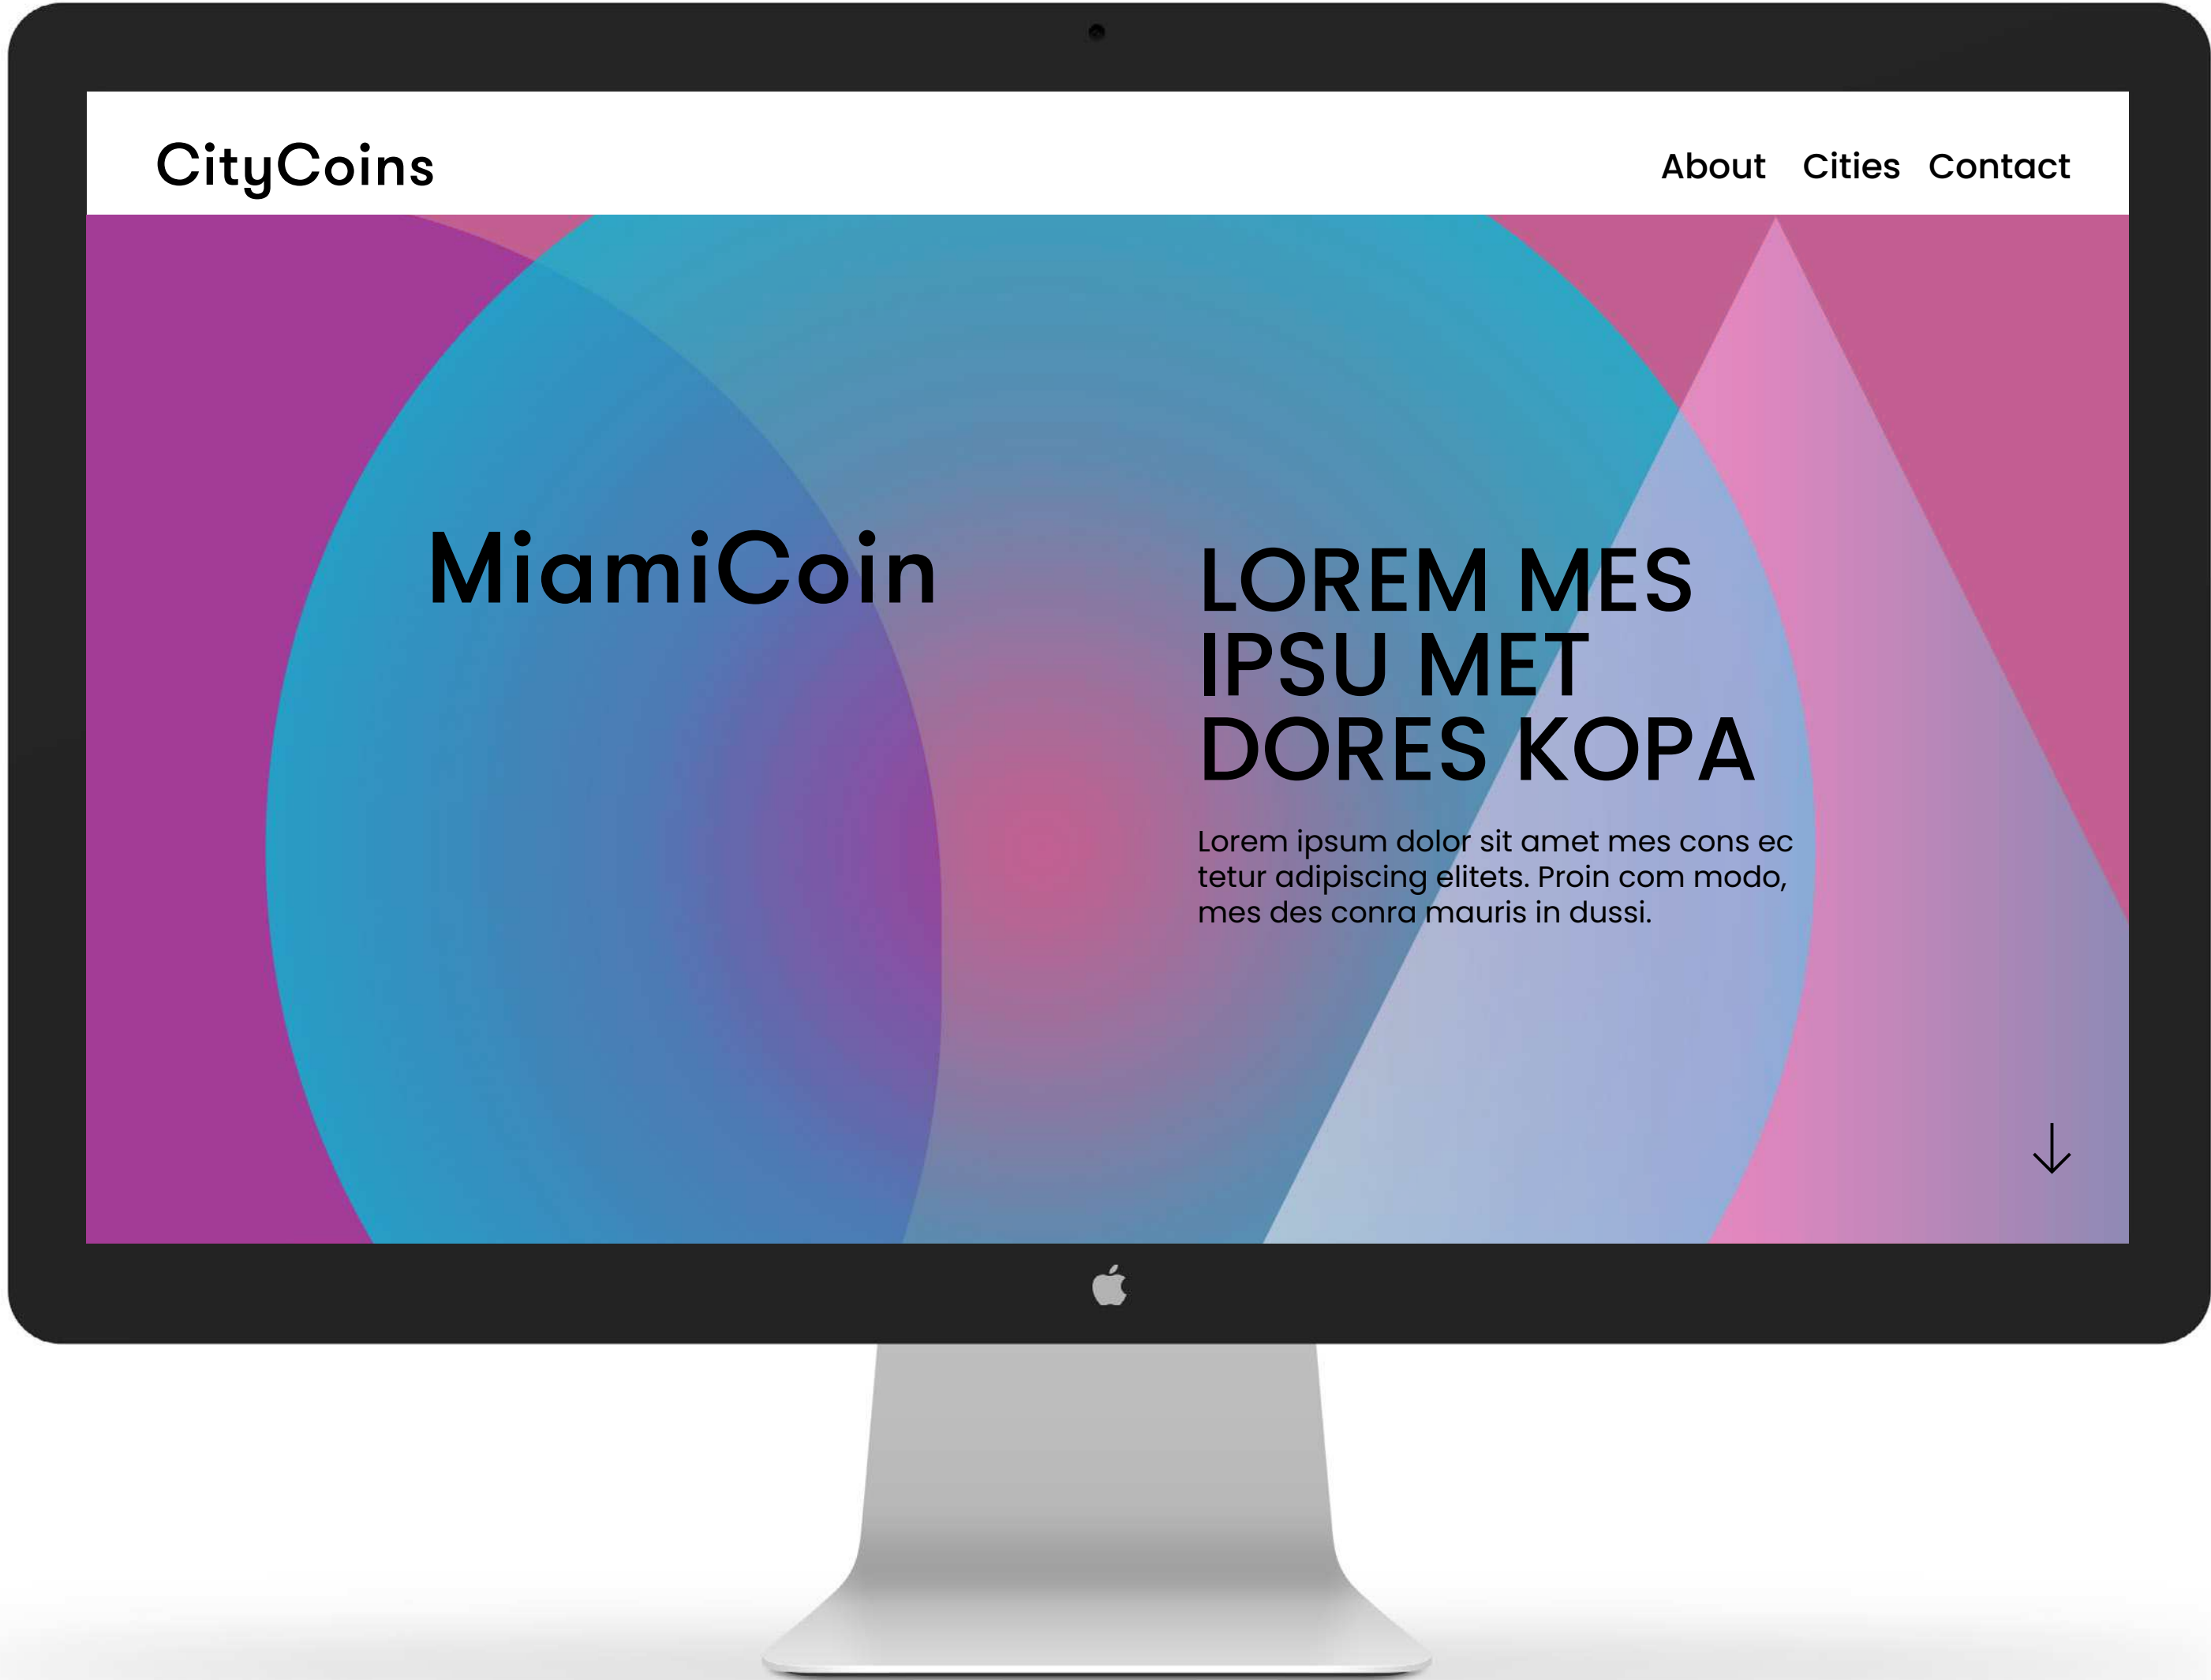 CityCoins
About Cities Contact
MiamiCoin
LOREM MES
IPSU MET
DORES KOPA
Lorem ipsum dolor sit amet mes cons ec
tetur adipiscing elitets. Proin com modo,
mes des conra mauris in dussi.